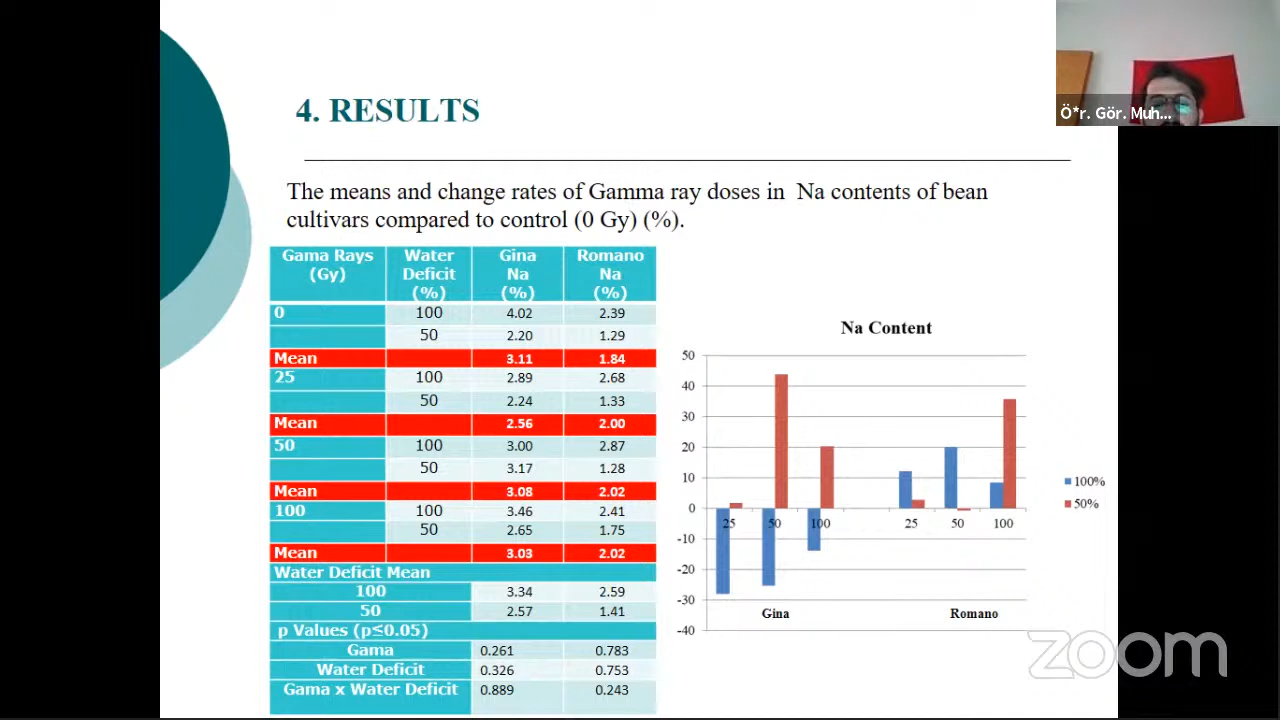 4. RESULTS
Ö*r. Gör. Muh...
The means and change rates of Gamma ray doses in Na contents of bean
cultivars compared to control (0 Gy) (%).
Gama Rays (Gy) Water Deficit (%) Gina Na (%) Romano Na (%)
0 100 4.02 2.39
50 2.20 1.29
Mean 3.11 1.84
25 100 2.89 2.68
50 2.24 1.33
Mean 2.56 2.00
50 100 3.00 2.87
50 3.17 1.28
Mean 3.08 2.02
100 100 3.46 2.41
50 2.65 1.75
Mean 3.03 2.02
Water Deficit Mean
100 3.34 2.59
50 2.57 1.41
p Values (p≤0.05)
Gama 0.261 0.783
Water Deficit 0.326 0.753
Gama x Water Deficit 0.889 0.243
Na Content
50
40
30
20
10
0
-10
-20
-30
-40
25 50 100 25 50 100
Gina Romano
100%
50%
zoom